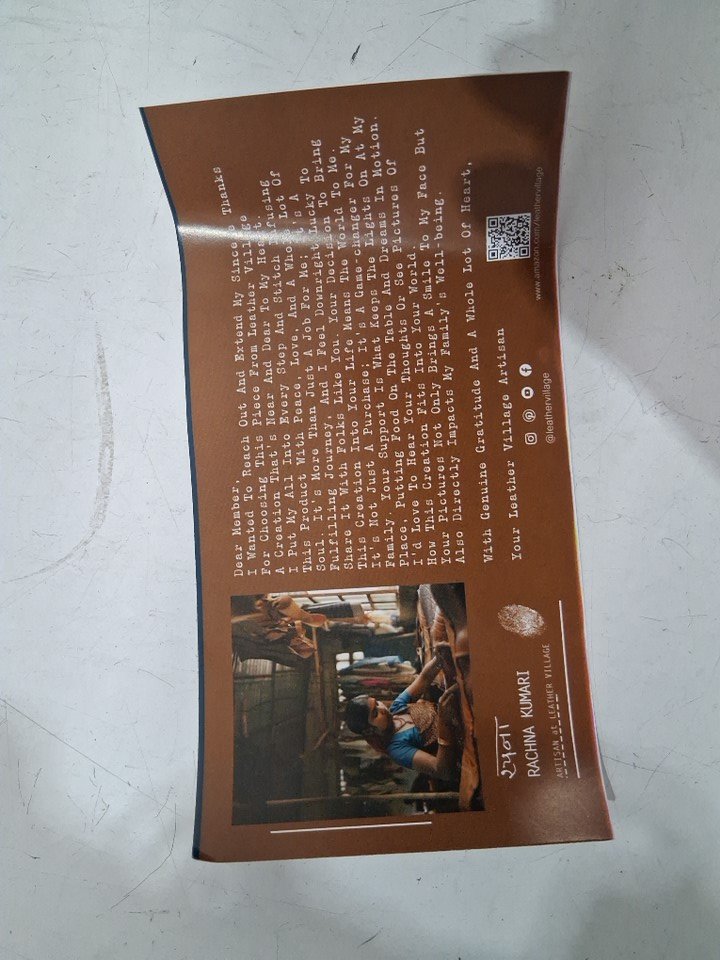 Dear Member,
I Wanted To Reach Out And Extend My Sincere Thanks
For Choosing This Piece From Leather Village
A Creation That's Near And Dear To My Heart.
I Put My All Into Every Step And Stitch Infusing
This Product With Peace, Love, And A Whole Lot Of
Soul. It's More Than Just A Job For Me; It's A
Fulfilling Journey, And I Feel Downright Lucky To
Share It With Folks Like You. Your Decision To Bring
This Creation Into Your Life Means The World To Me.
It's Not Just A Purchase; It's A Game-changer For My
Family. Your Support Is What Keeps The Lights On At My
Place, Putting Food On The Table And Dreams In Motion.
I'd Love To Hear Your Thoughts Or See Pictures Of
How This Creation Fits Into Your World.
Your Pictures Not Only Brings A Smile To My Face But
Also Directly Impacts My Family's Well-being.
With Genuine Gratitude And A Whole Lot Of Heart,
Your Leather Village Artisan
रचना
RACHNA KUMARI
ARTISAN at LEATHER VILLAGE
@leathervillage
www.amazon.com/leathervillage